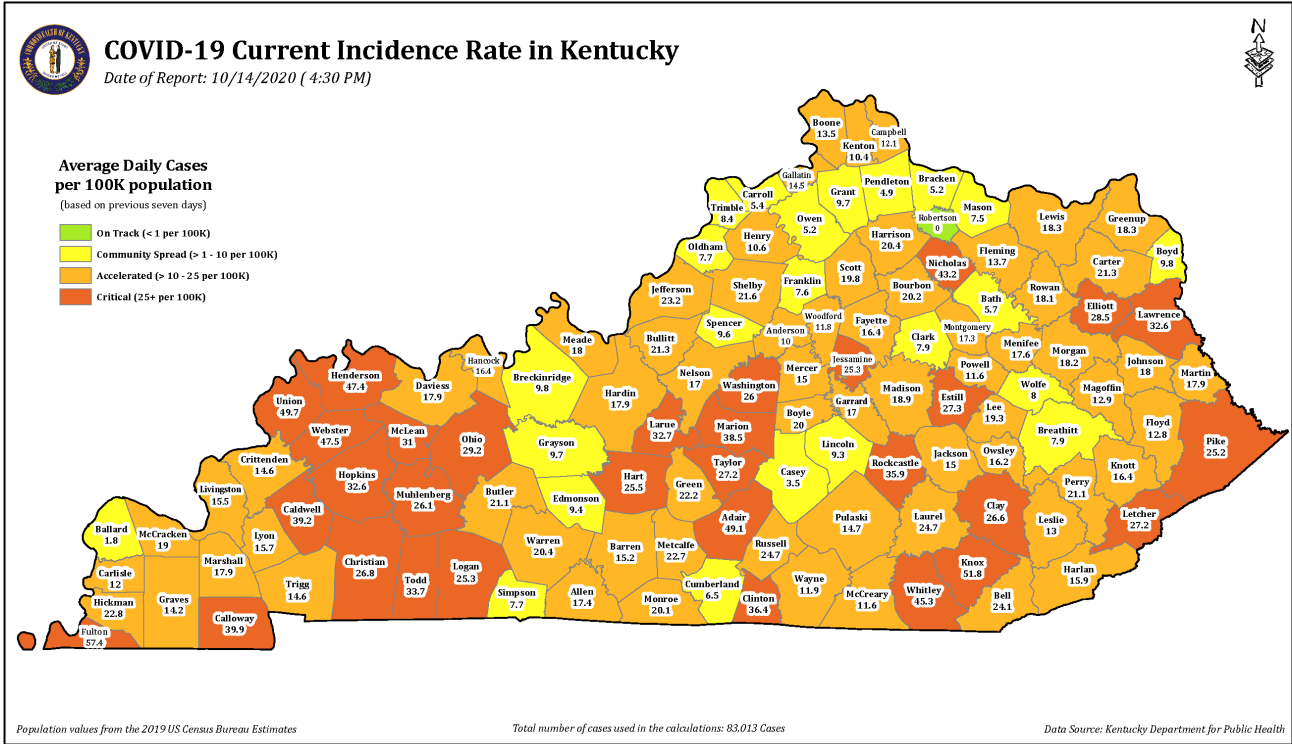 COVID-19 Current Incidence Rate in Kentucky
Date of Report: 10/14/2020 ( 4:30 PM)
N
Average Daily Cases
per 100K population
(based on previous seven days)
On Track (< 1 per 100K)
Community Spread (> 1 - 10 per 100K)
Accelerated (> 10 - 25 per 100K)
Critical (25+ per 100K)
Boone
13.5
Kenton
10.4
Campbell
12.1
Gallatin
14.5
Carroll
5.4
Trimble
8.4
Grant
9.7
Pendleton
4.9
Bracken
5.2
Mason
7.5
Robertson
0
Owen
5.2
Lewis
18.3
Greenup
18.3
Boyd
9.8
Oldham
7.7
Henry
10.6
Harrison
20.4
Nicholas
43.2
Fleming
13.7
Carter
21.3
Jefferson
23.2
Shelby
21.6
Franklin
7.6
Scott
19.8
Bourbon
20.2
Bath
5.7
Rowan
18.1
Elliott
28.5
Lawrence
32.6
Spencer
9.6
Anderson
10
Woodford
11.8
Fayette
16.4
Clark
7.9
Montgomery
17.3
Menifee
17.6
Morgan
18.2
Johnson
18
Martin
17.9
Meade
18
Bullitt
21.3
Nelson
17
Washington
26
Mercer
15
Jessamine
25.3
Madison
18.9
Powell
11.6
Estill
27.3
Wolfe
8
Magoffin
12.9
Lee
19.3
Floyd
12.8
Pike
25.2
Hancock
16.4
Breckinridge
9.8
Hardin
17.9
Henderson
47.4
Daviess
17.9
Union
49.7
Webster
47.5
McLean
31
Ohio
29.2
Grayson
9.7
Larue
32.7
Marion
38.5
Boyle
20
Garrard
17
Lincoln
9.3
Rockcastle
35.9
Jackson
15
Owsley
16.2
Breathitt
7.9
Knott
16.4
Perry
21.1
Letcher
27.2
Crittenden
14.6
Livingston
15.5
Hopkins
32.6
Muhlenberg
26.1
Butler
21.1
Edmonson
9.4
Hart
25.5
Green
22.2
Taylor
27.2
Casey
3.5
Adair
49.1
Pulaski
14.7
Laurel
24.7
Clay
26.6
Leslie
13
Harlan
15.9
Caldwell
39.2
Lyon
15.7
Ballard
1.8
McCracken
19
Marshall
17.9
Carlisle
12
Hickman
22.8
Graves
14.2
Fulton
57.4
Calloway
39.9
Trigg
14.6
Christian
26.8
Todd
33.7
Logan
25.3
Simpson
7.7
Warren
20.4
Allen
17.4
Barren
15.2
Metcalfe
22.7
Monroe
20.1
Cumberland
6.5
Clinton
36.4
Russell
24.7
Wayne
11.9
McCreary
11.6
Whitley
45.3
Knox
51.8
Bell
24.1
Population values from the 2019 US Census Bureau Estimates
Total number of cases used in the calculations: 83,013 Cases
Data Source: Kentucky Department for Public Health